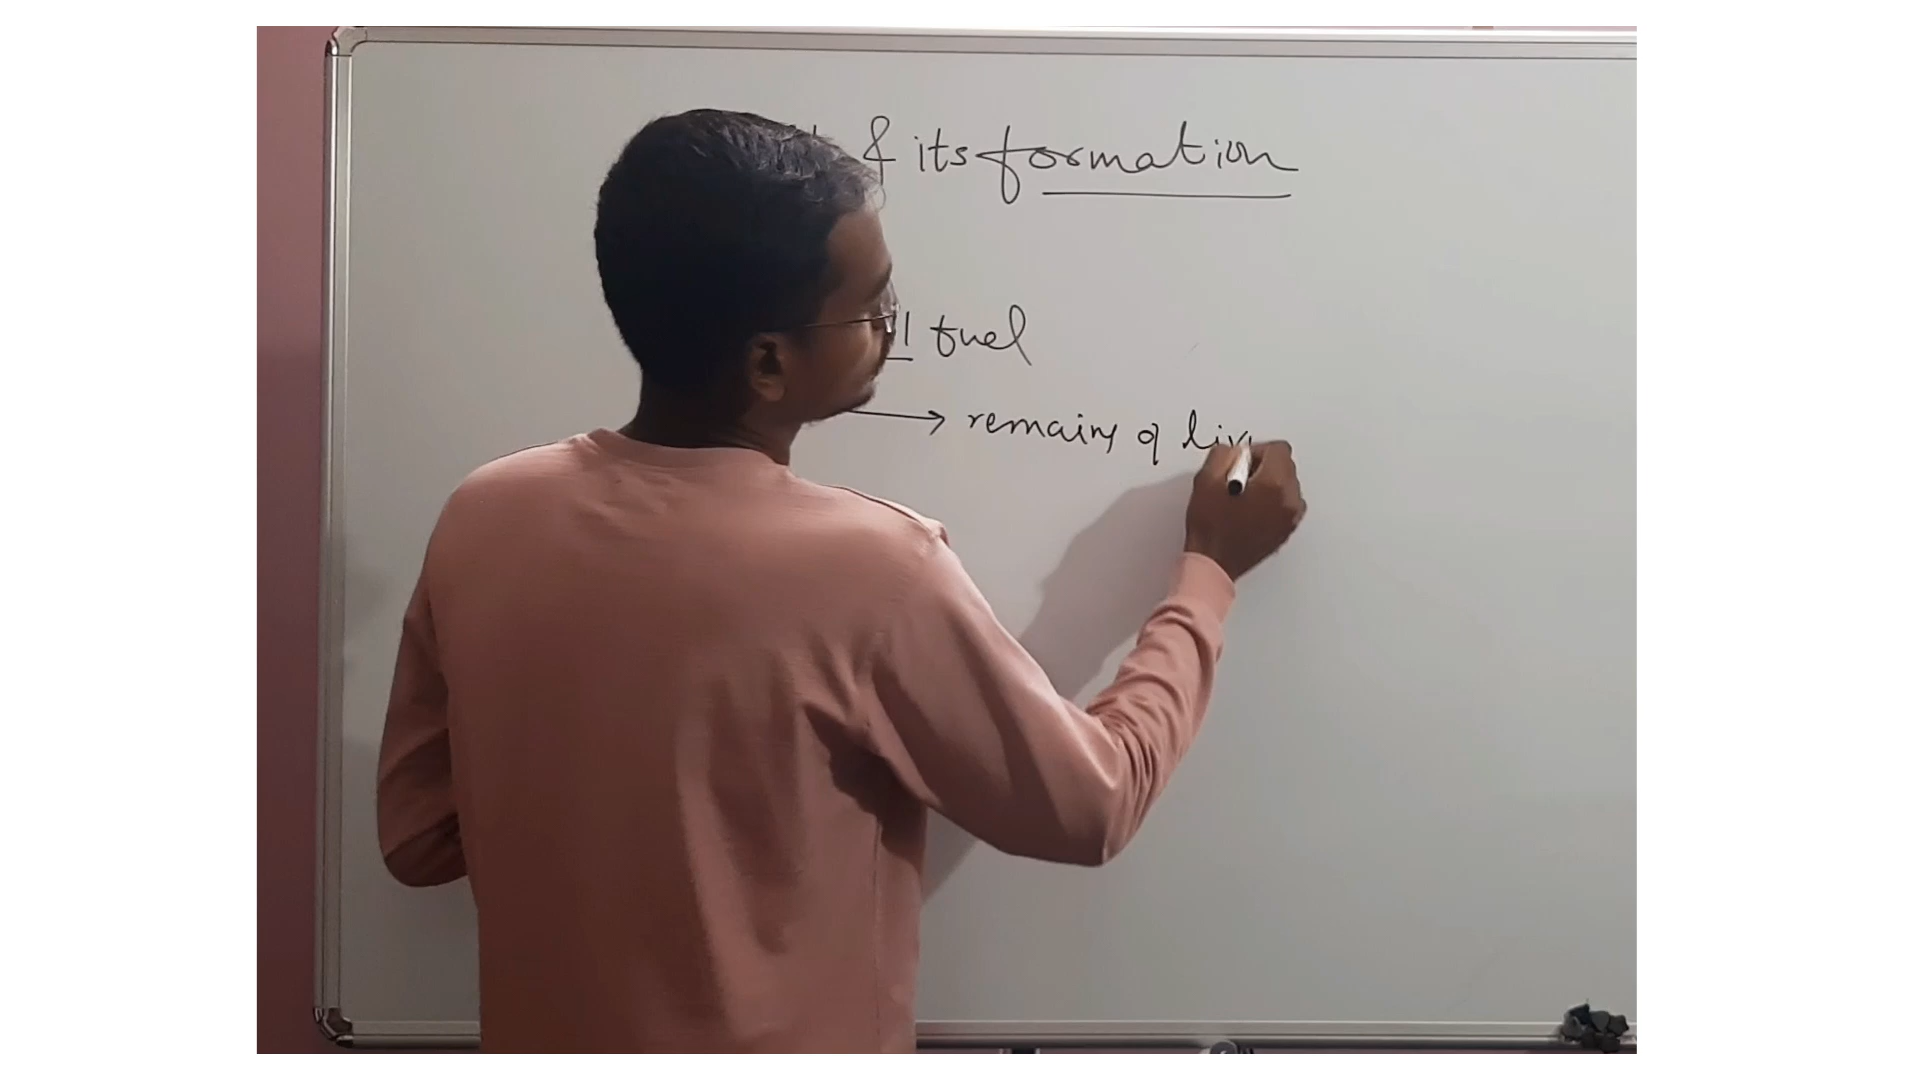 & its formation
fuel
→ remains of liv